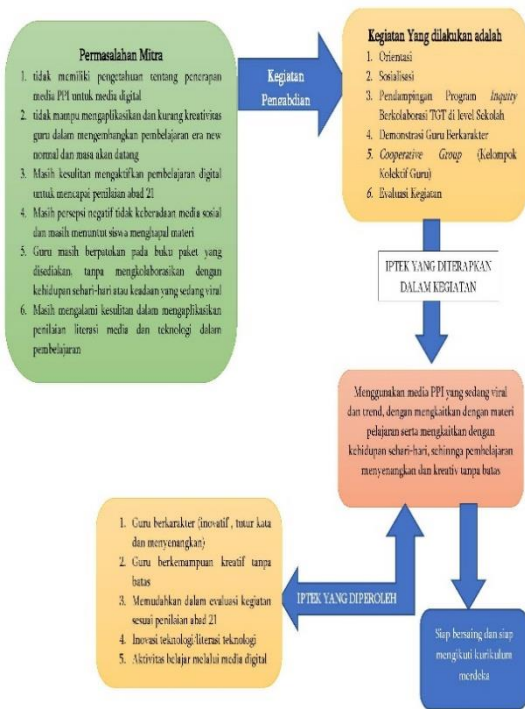 Permasalahan Mitra
1. tidak memiliki pengetahuan tentang penerapan
media PPI untuk media digital
2. tidak mampu mengaplikasikan dan kurang kreativitas
guru dalam mengembangkan pembelajaran era new
normal dan masa akan datang
3. Masih kesulitan mengaktifkan pembelajaran digital
untuk mencapai penilaian abad 21
4. Masih persepsi negatif tidak keberadaan media sosial
dan masih menuntut siswa menghapal materi
5. Guru masih berpatokan pada buku paket yang
disediakan, tanpa mengkolaborasikan dengan
kehidupan sehari-hari atau keadaan yang sedang viral
6. Masih mengalami kesulitan dalam mengaplikasikan
penilaian literasi media dan teknologi dalam
pembelajaran
Kegiatan
Pengabdian
Kegiatan Yang dilakukan adalah
1. Orientasi
2. Sosialisasi
3. Pendampingan Program Inquity
Berkolaborasi TGT di level Sekolah
4. Demonstrasi Guru Berkarakter
5. Cooperative Group (Kelompok
Kolektif Guru)
6. Evaluasi Kegiatan
IPTEK YANG DITERAPKAN
DALAM KEGIATAN
Menggunakan media PPI yang sedang viral
dan trend, dengan mengkaitkan dengan materi
pelajaran serta mengkaitkan dengan
kehidupan sehari-hari, sehinnga pembelajaran
menyenangkan dan kreativ tanpa batas
IPTEK YANG DIPEROLEH
1. Guru berkarakter (inovatif , tutur kata
dan menyenangkan)
2. Guru berkemampuan kreatif tanpa
batas
3. Memudahkan dalam evaluasi kegiatan
sesuai penilaian abad 21
4. Inovasi teknologi/literasi teknologi
5. Aktivitas belajar melalui media digital
Siap bersaing dan siap
mengikuti kurikulum
merdeka